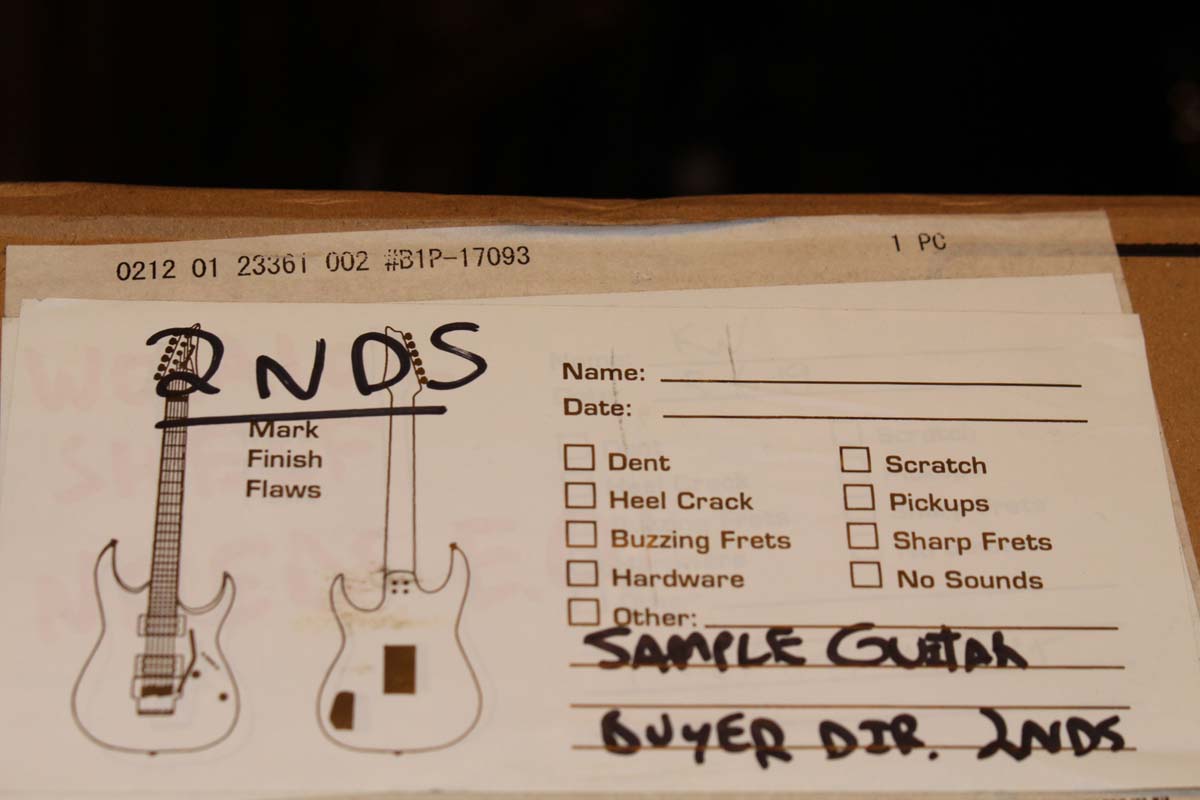 0212 01 23361 002 #B1P-17093
1 PC
2NDS
Mark
Finish
Flaws
Name:
Date:
Dent
Scratch
Heel Crack
Pickups
Buzzing Frets
Sharp Frets
Hardware
No Sounds
Other:
SAMPLE GUITAR
BUYER DIR. 2NDS